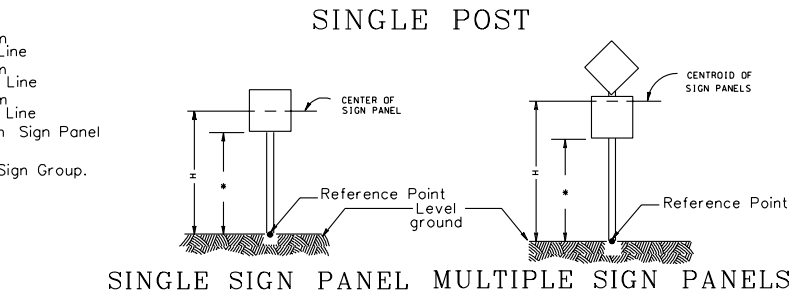 SINGLE POST
n
Line
n
Line
n
Line
n Sign Panel
Sign Group.
CENTER OF
SIGN PANEL
H
*
Reference Point
Level
ground
CENTROID OF
SIGN PANELS
H
*
Reference Point
SINGLE SIGN PANEL
MULTIPLE SIGN PANELS